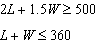 2L + 1.5W ≥ 500
L + W ≤ 360